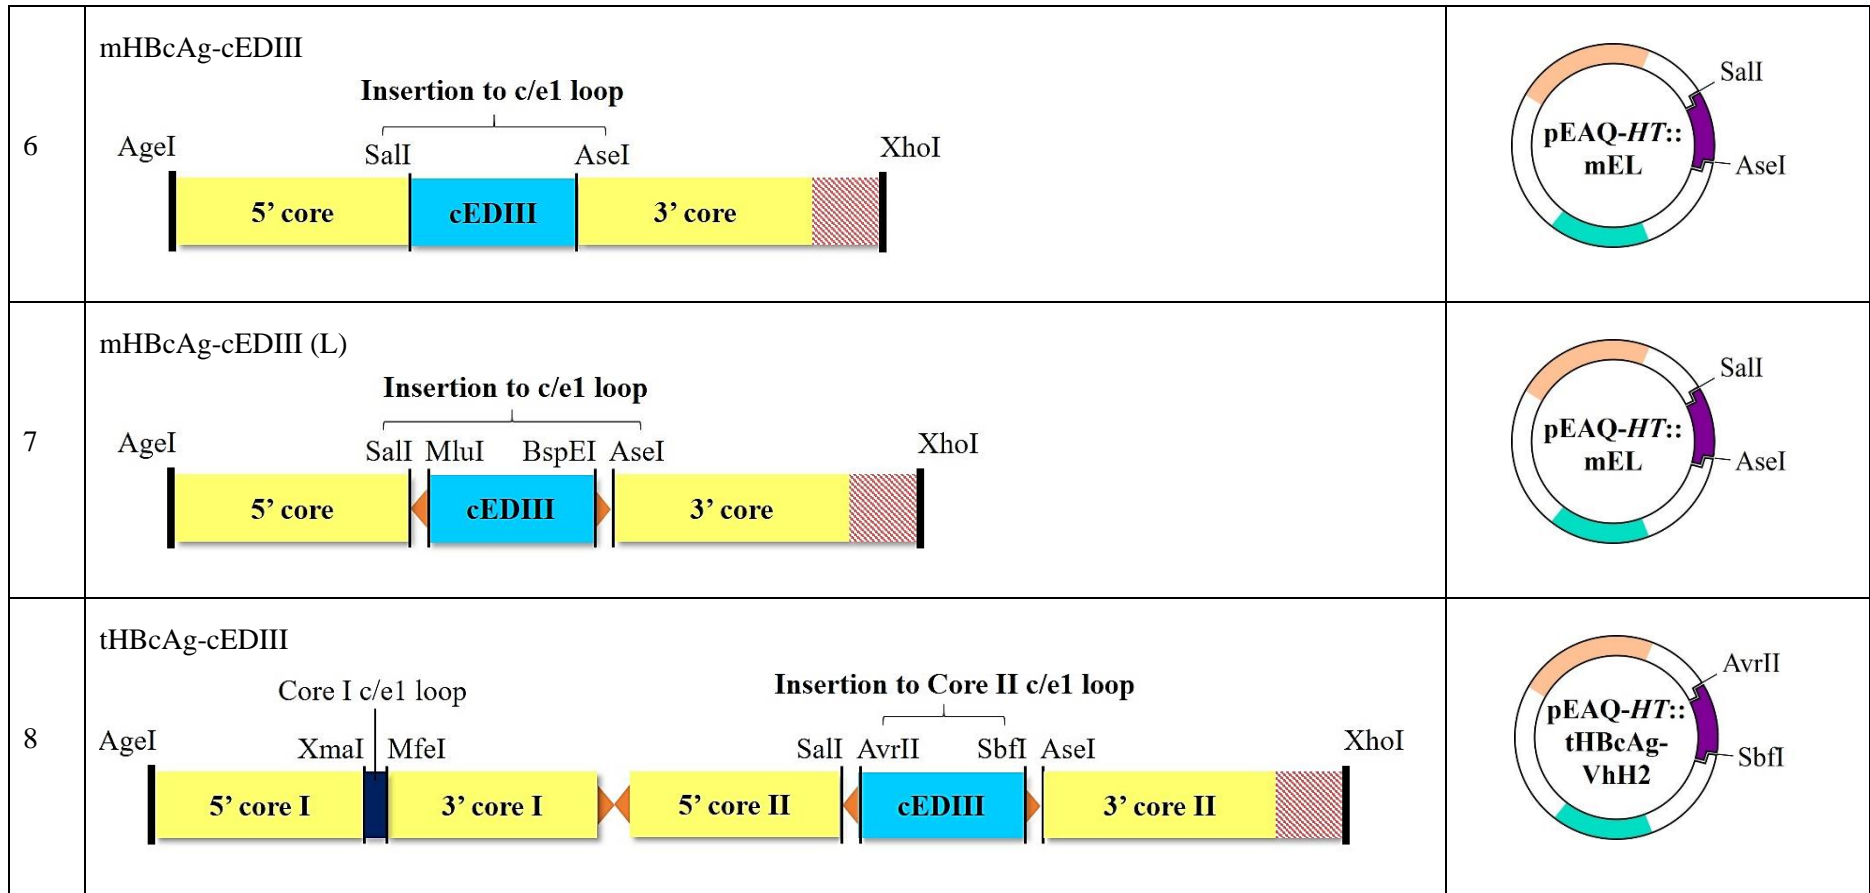 6
mHBcAg-cEDIII
Insertion to c/e1 loop
AgeI
SalI
AseI
XhoI
5’ core
cEDIII
3’ core
SalI
pEAQ-HT::
mEL
AseI
7
mHBcAg-cEDIII (L)
Insertion to c/e1 loop
AgeI
SalI MluI
BspEI AseI
XhoI
5’ core
cEDIII
3’ core
SalI
pEAQ-HT::
mEL
AseI
8
tHBcAg-cEDIII
Core I c/e1 loop
Insertion to Core II c/e1 loop
AgeI
XmaI MfeI
SalI AvrII
SbfI AseI
XhoI
5’ core I
3’ core I
5’ core II
cEDIII
3’ core II
AvrII
pEAQ-HT::
tHBcAg-
VhH2
SbfI